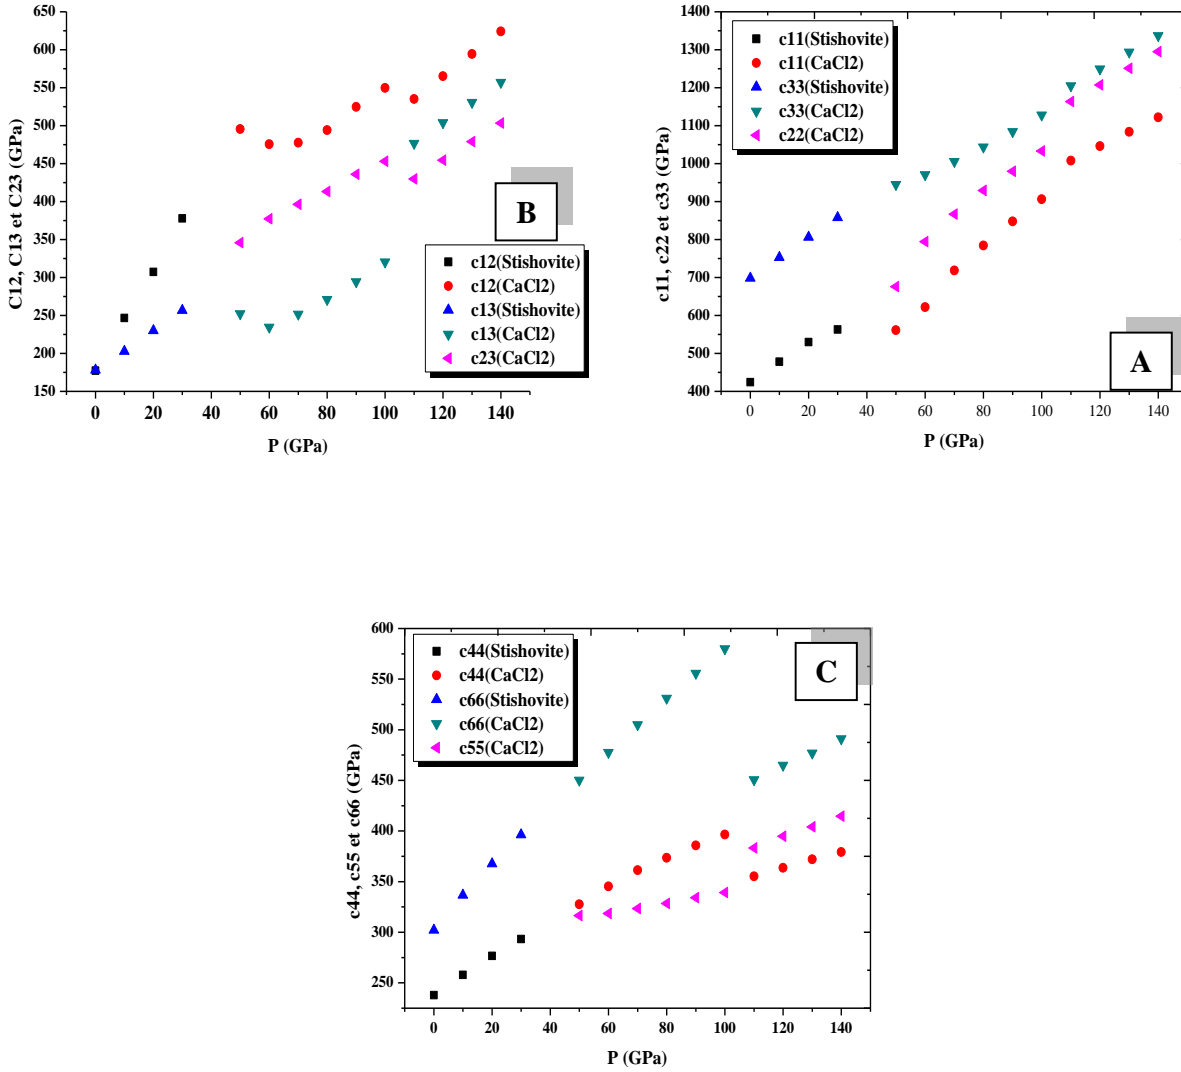 C12, C13 et C23 (GPa)
650
600
550
500
450
400
350
300
250
200
150
B
c12(Stishovite)
c12(CaCl2)
c13(Stishovite)
c13(CaCl2)
c23(CaCl2)
0 20 40 60 80 100 120 140
P (GPa)
c11, c22 et c33 (GPa)
1400
1300
1200
1100
1000
900
800
700
600
500
400
c11(Stishovite)
c11(CaCl2)
c33(Stishovite)
c33(CaCl2)
c22(CaCl2)
A
0 20 40 60 80 100 120 140
P (GPa)
c44, c55 et c66 (GPa)
600
550
500
450
400
350
300
250
c44(Stishovite)
c44(CaCl2)
c66(Stishovite)
c66(CaCl2)
c55(CaCl2)
C
0 20 40 60 80 100 120 140
P (GPa)